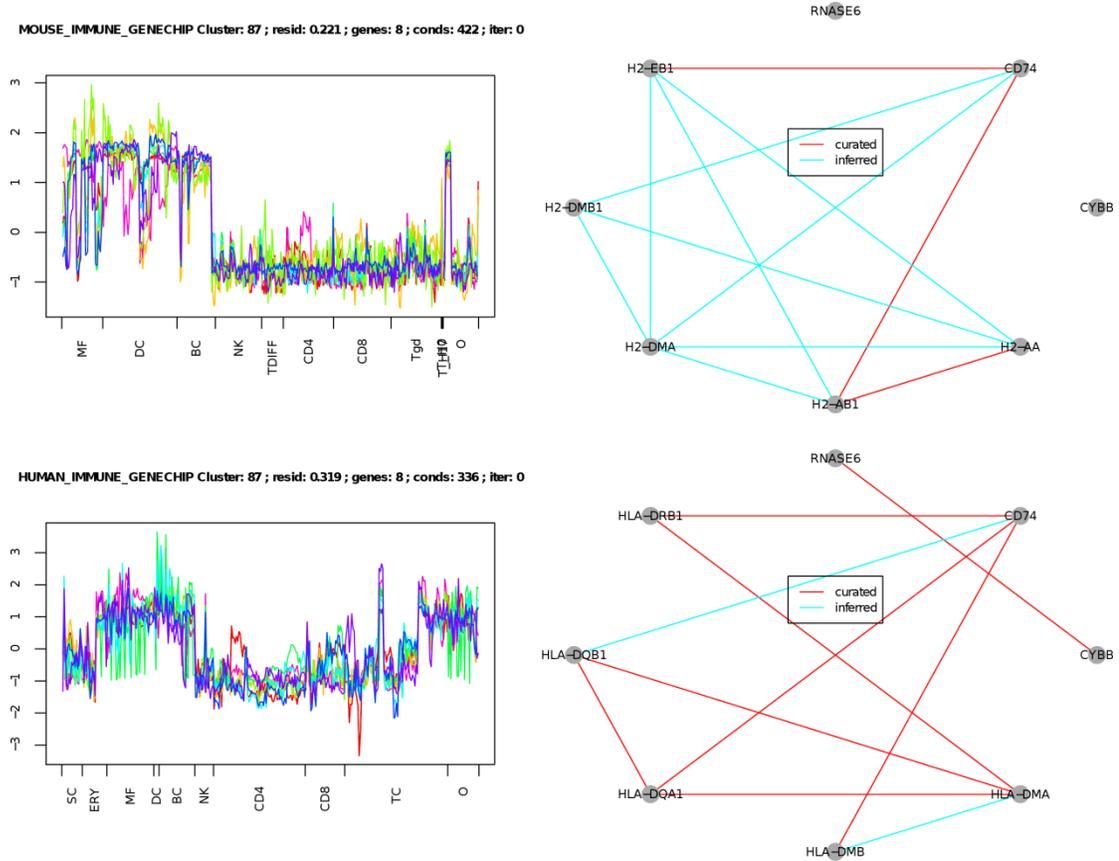 MOUSE_IMMUNE_GENECHIP Cluster: 87 ; resid: 0.221 ; genes: 8 ; conds: 422 ; iter: 0
3
2
1
0
−1
MF
DC
BC
NK
TDIFF
CD4
CD8
Tgd
O
RNASE6
H2−EB1
CD74
curated
inferred
H2−DMB1
CYBB
H2−DMA
H2−AA
H2−AB1
HUMAN_IMMUNE_GENECHIP Cluster: 87 ; resid: 0.319 ; genes: 8 ; conds: 336 ; iter: 0
3
2
1
0
−1
−2
−3
SC
ERY
MF
DC
BC
NK
CD4
CD8
TC
O
RNASE6
HLA−DRB1
CD74
curated
inferred
HLA−DQB1
CYBB
HLA−DQA1
HLA−DMA
HLA−DMB